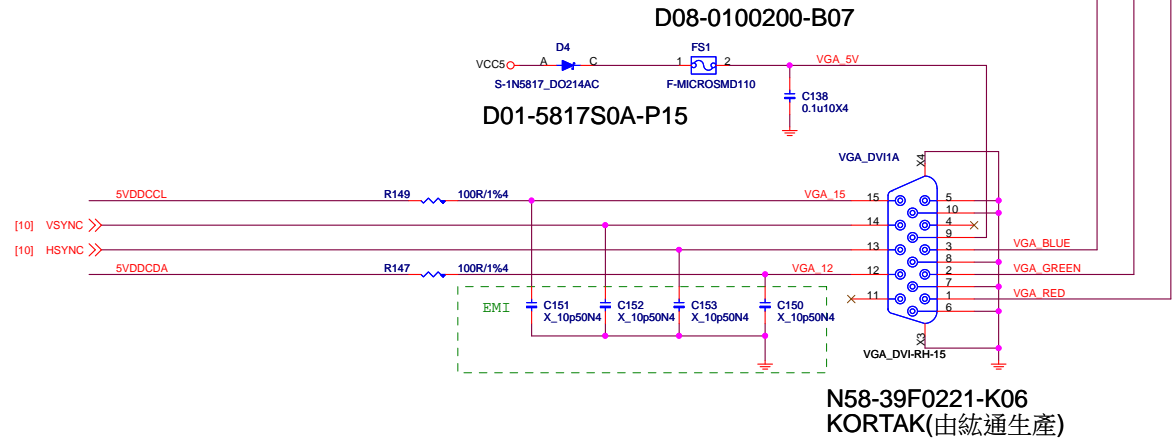 D08-0100200-B07
D4
FS1
VCC5 A C 1 2 VGA_5V
S-1N5817_DO214AC
F-MICROSMD110
C138
0.1u10X4
D01-5817S0A-P15
VGA_DVI1A
X4
5VDDCCL R149 100R/1%4 VGA_15 15 5
10
[10] VSYNC 14 4
9
[10] HSYNC 13 3 VGA_BLUE
8
5VDDCDA R147 100R/1%4 VGA_12 12 2 VGA_GREEN
7
11 1 VGA_RED
6
EMI
C151
X_10p50N4
C152
X_10p50N4
C153
X_10p50N4
C150
X_10p50N4
X3
VGA_DVI-RH-15
N58-39F0221-K06
KORTAK(由紘通生產)